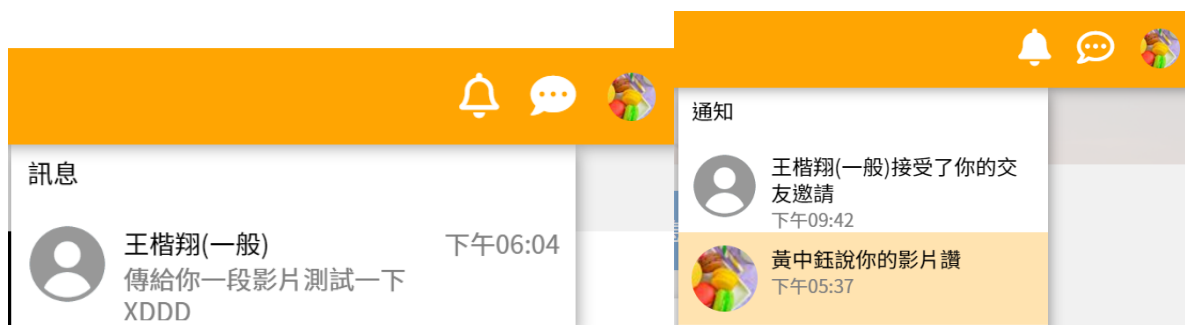 訊息
王楷翔(一般)
下午06:04
傳給你一段影片測試一下
XDDD
通知
王楷翔(一般)接受了你的交
友邀請
下午09:42
黃中鈺說你的影片讚
下午05:37